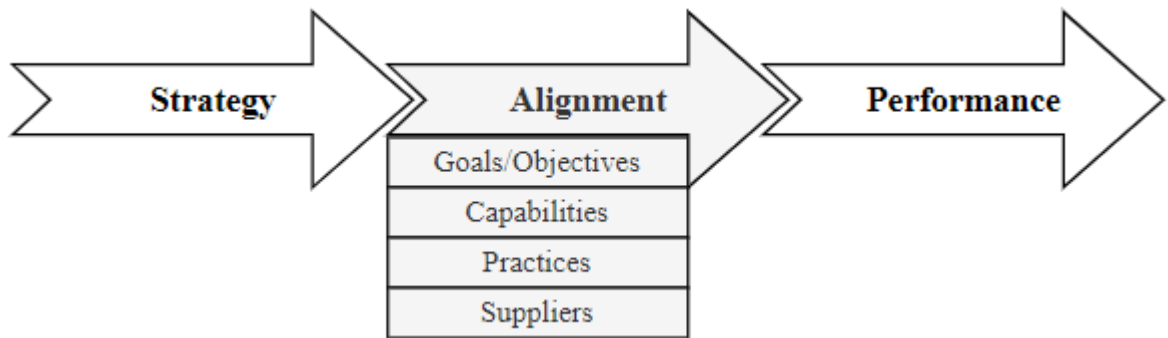 Strategy
Alignment
Performance
Goals/Objectives
Capabilities
Practices
Suppliers